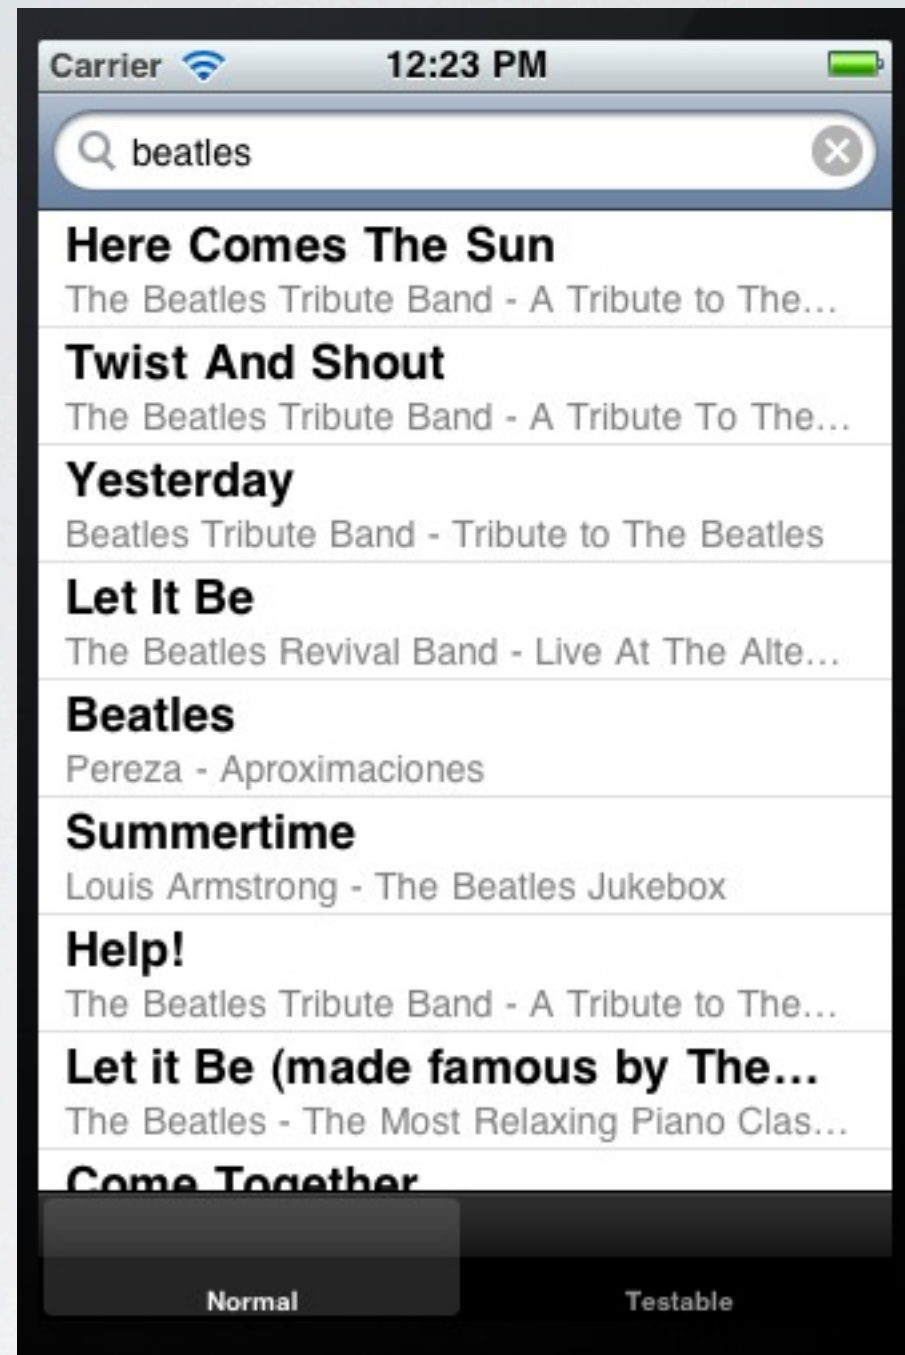 Carrier 12:23 PM
beatles
Here Comes The Sun
The Beatles Tribute Band - A Tribute to The...
Twist And Shout
The Beatles Tribute Band - A Tribute To The...
Yesterday
Beatles Tribute Band - Tribute to The Beatles
Let It Be
The Beatles Revival Band - Live At The Alte...
Beatles
Pereza - Aproximaciones
Summertime
Louis Armstrong - The Beatles Jukebox
Help!
The Beatles Tribute Band - A Tribute to The...
Let it Be (made famous by The...
The Beatles - The Most Relaxing Piano Clas...
Come Together
Normal Testable